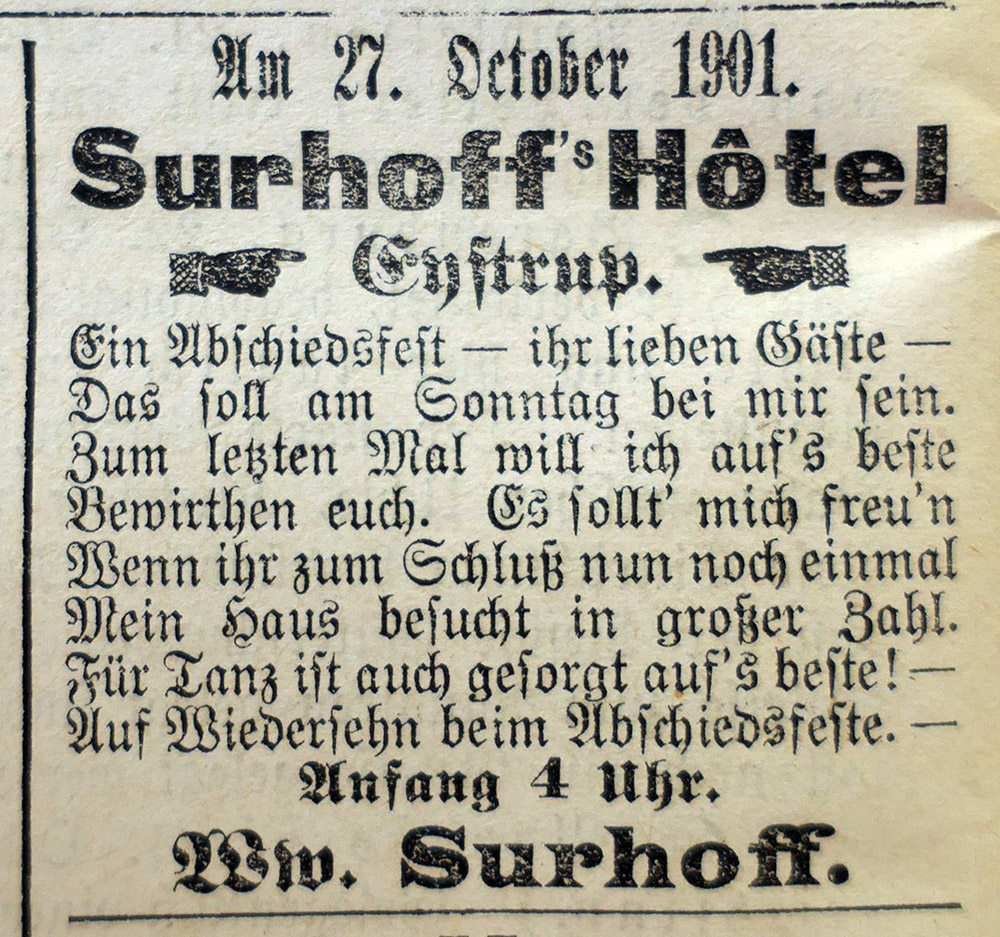 Am 27. October 1901.
Surhoff's Hôtel
Eystrup.
Ein Abschiedsfest — ihr lieben Gäste —
Das soll am Sonntag bei mir sein.
Zum letzten Mal will ich auf's beste
Bewirthen euch. Es sollt' mich freu'n
Wenn ihr zum Schluß nun noch einmal
Mein Haus besucht in großer Zahl.
Für Tanz ist auch gesorgt auf's beste! —
Auf Wiedersehn beim Abschiedsfeste. —
Anfang 4 Uhr.
Ww. Surhoff.